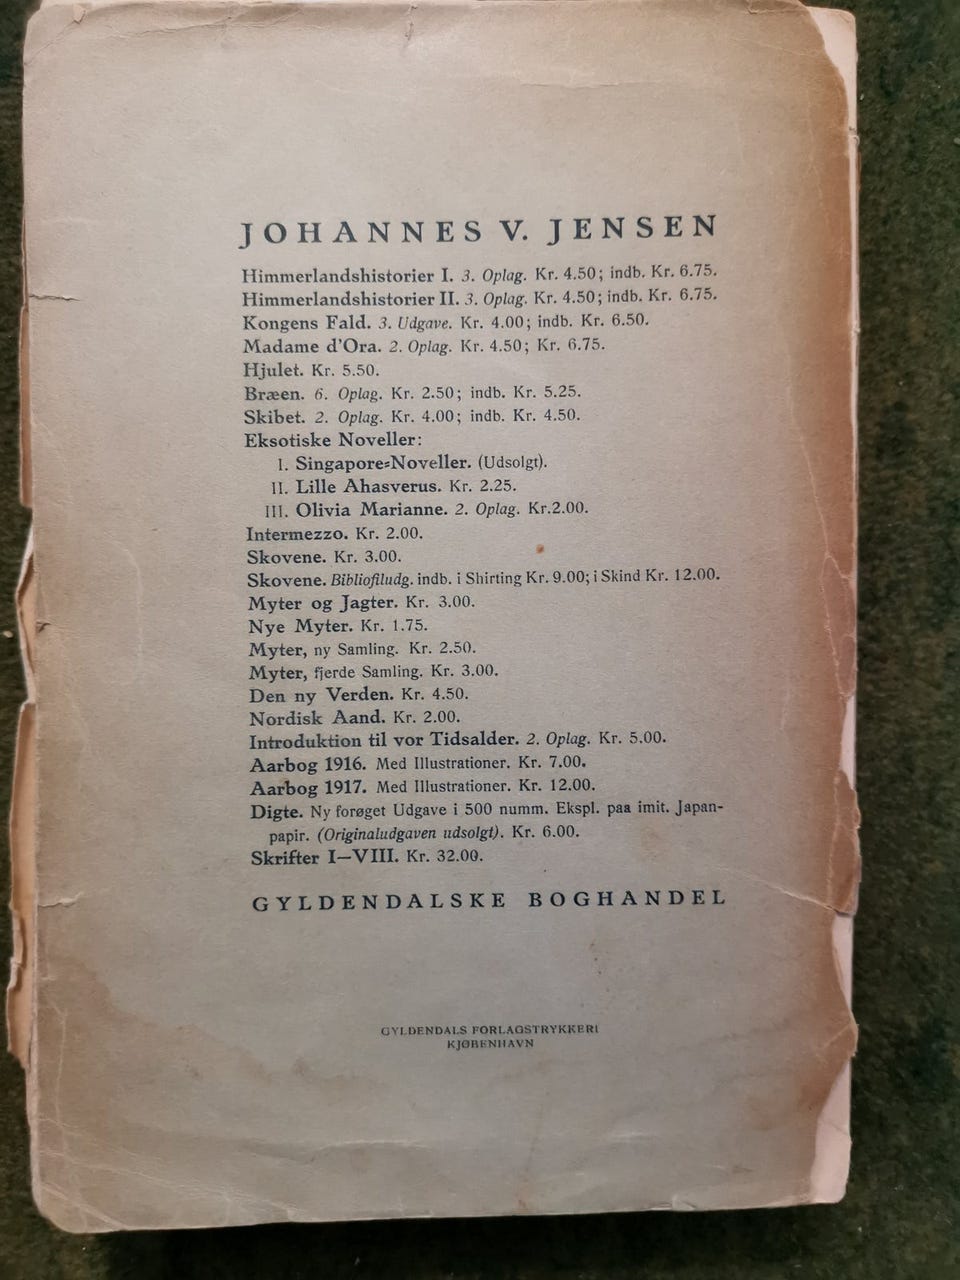 JOHANNES V. JENSEN
Himmerlandshistorier I. 3. Oplag. Kr. 4.50; indb. Kr. 6.75.
Himmerlandshistorier II. 3. Oplag. Kr. 4.50; indb. Kr. 6.75.
Kongens Fald. 3. Udgave. Kr. 4.00; indb. Kr. 6.50.
Madame d'Ora. 2. Oplag. Kr. 4.50; Kr. 6.75.
Hjulet. Kr. 5.50.
Bræen. 6. Oplag. Kr. 2.50; indb. Kr. 5.25.
Skibet. 2. Oplag. Kr. 4.00; indb. Kr. 4.50.
Eksotiske Noveller:
I. Singapore=Noveller. (Udsolgt).
II. Lille Ahasverus. Kr. 2.25.
III. Olivia Marianne. 2. Oplag. Kr.2.00.
Intermezzo. Kr. 2.00.
Skovene. Kr. 3.00.
Skovene. Bibliofiludg. indb. i Shirting Kr. 9.00; i Skind Kr. 12.00.
Myter og Jagter. Kr. 3.00.
Nye Myter. Kr. 1.75.
Myter, ny Samling. Kr. 2.50.
Myter, fjerde Samling. Kr. 3.00.
Den ny Verden. Kr. 4.50.
Nordisk Aand. Kr. 2.00.
Introduktion til vor Tidsalder. 2. Oplag. Kr. 5.00.
Aarbog 1916. Med Illustrationer. Kr. 7.00.
Aarbog 1917. Med Illustrationer. Kr. 12.00.
Digte. Ny forøget Udgave i 500 numm. Ekspl. paa imit. Japan-
papir. (Originaludgaven udsolgt). Kr. 6.00.
Skrifter I—VIII. Kr. 32.00.
GYLDENDALSKE BOGHANDEL
GYLDENDALS FORLAGSTRYKKERI
KJØBENHAVN